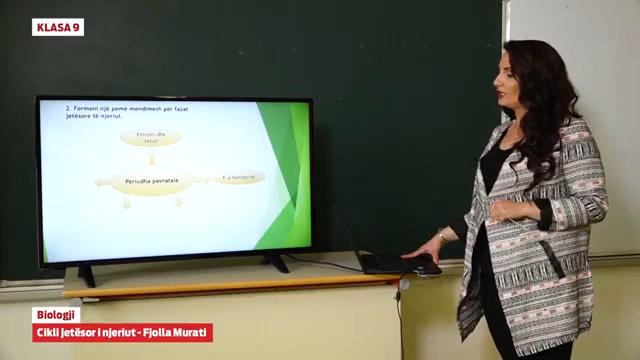 KLASA 9
2. Formoni një pemë mendimesh për fazat
jetësore të njeriut.
Embrioni dhe
fetusi
Periudha pasnatale
F. e femijërisë
Biologji
Cikli jetësor i njeriut - Fjolla Murati